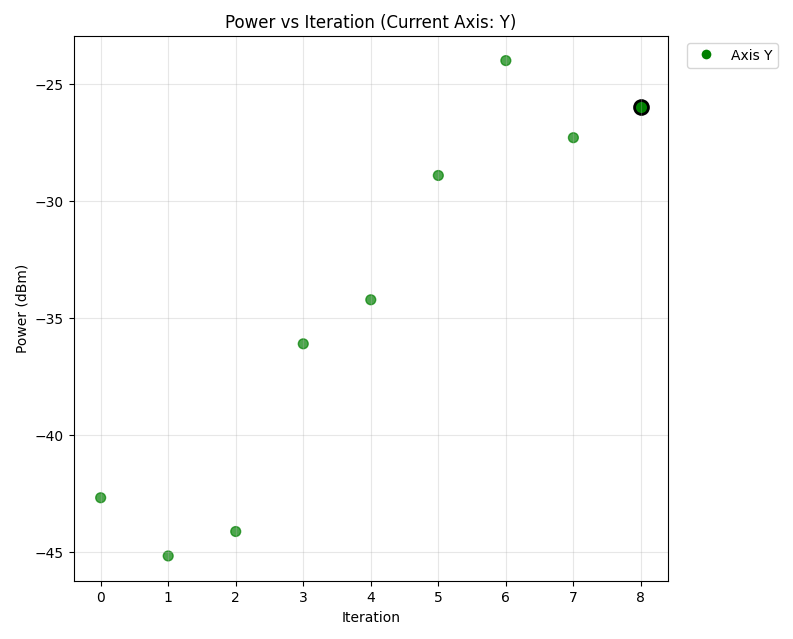 Power vs Iteration (Current Axis: Y)
Axis Y
Power (dBm)
−25
−30
−35
−40
−45
0 1 2 3 4 5 6 7 8
Iteration